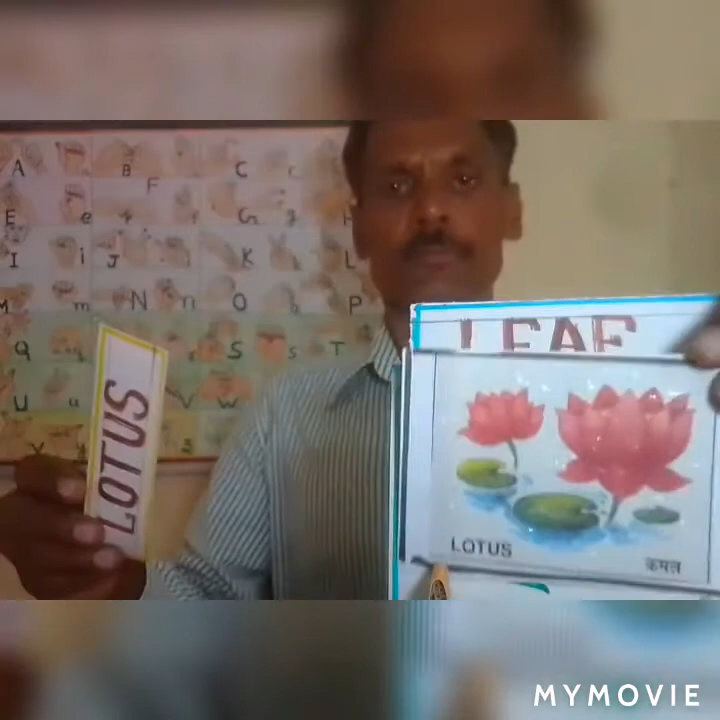 A B C
F
E e f G g H
I i J K L
M m N n O P
Q S s T
U u V W
Y
LOTUS
LEAF
LOTUS
कमल
MYMOVIE